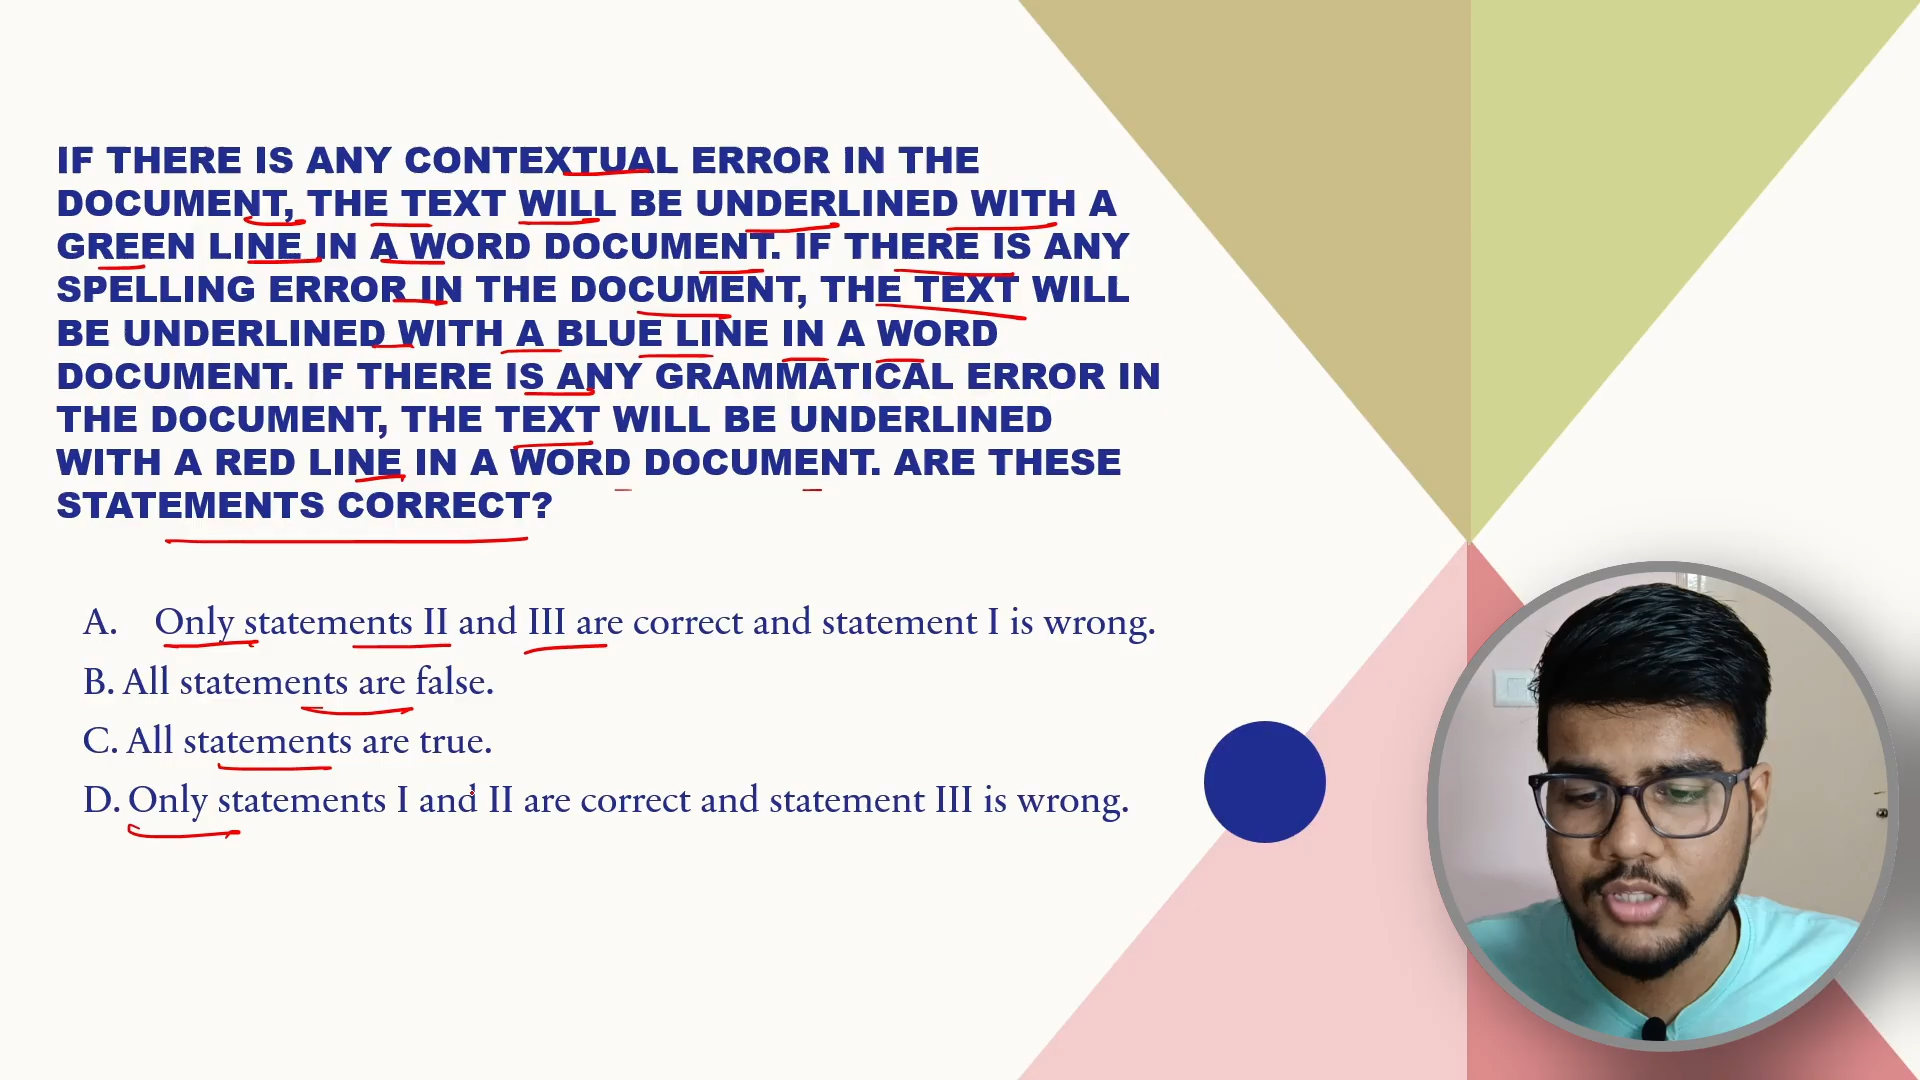 IF THERE IS ANY CONTEXTUAL ERROR IN THE
DOCUMENT, THE TEXT WILL BE UNDERLINED WITH A
GREEN LINE IN A WORD DOCUMENT. IF THERE IS ANY
SPELLING ERROR IN THE DOCUMENT, THE TEXT WILL
BE UNDERLINED WITH A BLUE LINE IN A WORD
DOCUMENT. IF THERE IS ANY GRAMMATICAL ERROR IN
THE DOCUMENT, THE TEXT WILL BE UNDERLINED
WITH A RED LINE IN A WORD DOCUMENT. ARE THESE
STATEMENTS CORRECT?
A. Only statements II and III are correct and statement I is wrong.
B. All statements are false.
C. All statements are true.
D. Only statements I and II are correct and statement III is wrong.